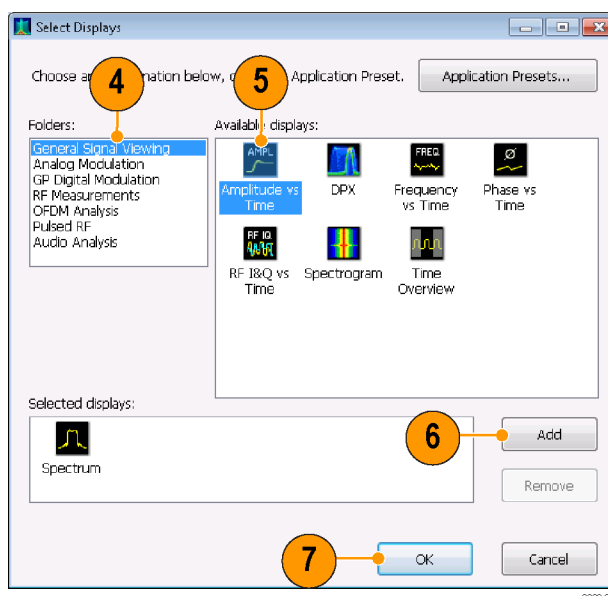 Select Displays
Choose any nation below, or Application Preset.
Application Presets...
4
5
Folders:
Available displays:
General Signal Viewing
Analog Modulation
GP Digital Modulation
RF Measurements
OFDM Analysis
Pulsed RF
Audio Analysis
AMPL
FREQ
Ø
Amplitude vs
Time
DPX
Frequency
vs Time
Phase vs
Time
RF IQ
RF I&Q vs
Time
Spectrogram
Time
Overview
Selected displays:
Spectrum
6
Add
Remove
7
OK
Cancel